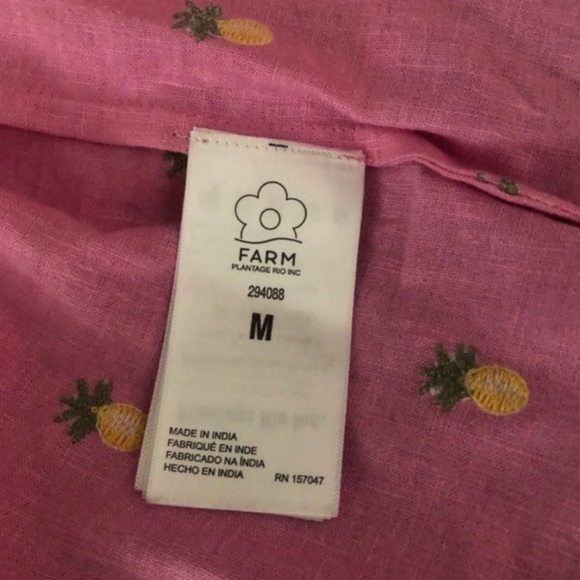 FARM
PLANTAGE RIO INC
294088
M
MADE IN INDIA
FABRIQUÉ EN INDE
FABRICADO NA ÍNDIA
HECHO EN INDIA
RN 157047